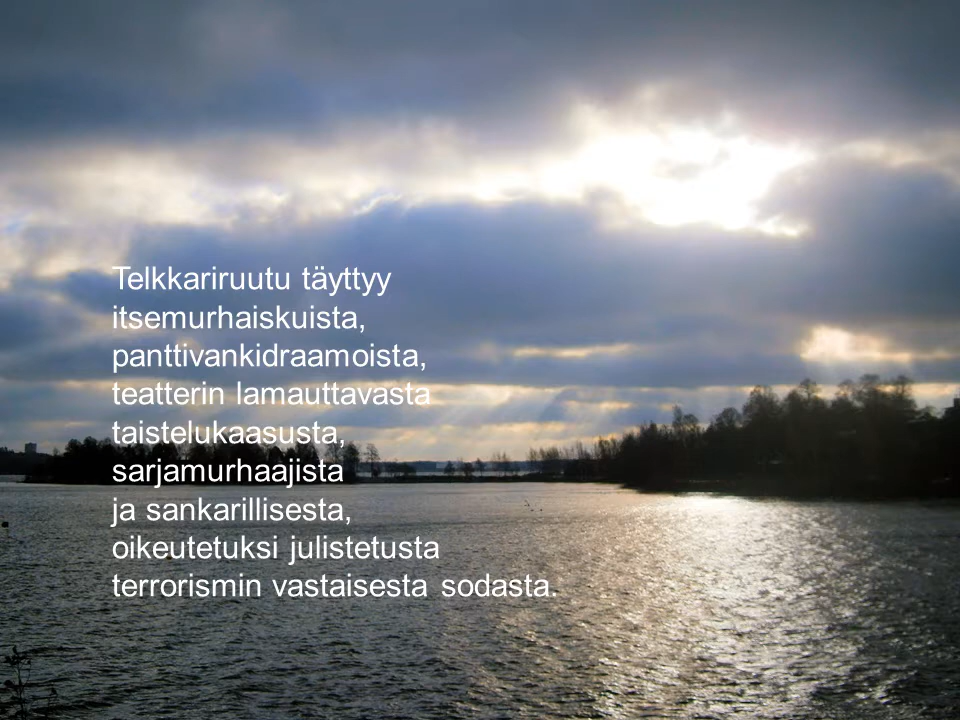 Telkkariruutu täyttyy
itsemurhaiskuista,
panttivankidraamoista,
teatterin lamauttavasta
taistelukaasusta,
sarjamurhaajista
ja sankarillisesta,
oikeutetuksi julistetusta
terrorismin vastaisesta sodasta.